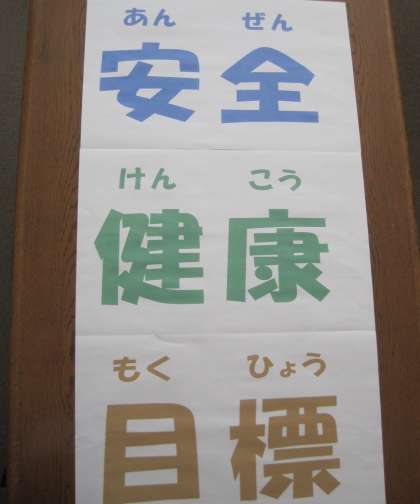 あん ぜん
安全
けん こう
健康
もく ひょう
目標